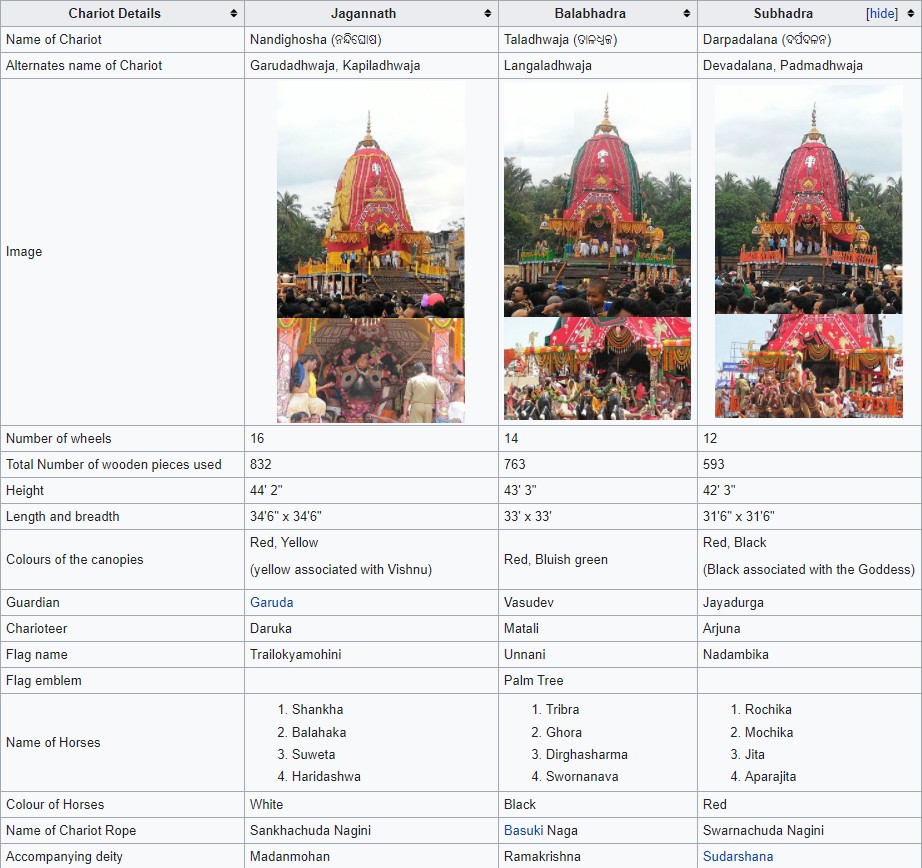 Chariot Details Jagannath Balabhadra Subhadra [hide]
Name of Chariot Nandighosha (ନନ୍ଦିଘୋଷ) Taladhwaja (ତାଳଧ୍ୱଜ) Darpadalana (ଦର୍ପଦଳନ)
Alternates name of Chariot Garudadhwaja, Kapiladhwaja Langaladhwaja Devadalana, Padmadhwaja
Image
Number of wheels 16 14 12
Total Number of wooden pieces used 832 763 593
Height 44' 2" 43' 3" 42' 3"
Length and breadth 34'6" x 34'6" 33' x 33' 31'6" x 31'6"
Colours of the canopies Red, Yellow
(yellow associated with Vishnu) Red, Bluish green Red, Black
(Black associated with the Goddess)
Guardian Garuda Vasudev Jayadurga
Charioteer Daruka Matali Arjuna
Flag name Trailokyamohini Unnani Nadambika
Flag emblem Palm Tree
Name of Horses
1. Shankha
2. Balahaka
3. Suweta
4. Haridashwa
1. Tribra
2. Ghora
3. Dirghasharma
4. Swornanava
1. Rochika
2. Mochika
3. Jita
4. Aparajita
Colour of Horses White Black Red
Name of Chariot Rope Sankhachuda Nagini Basuki Naga Swarnachuda Nagini
Accompanying deity Madanmohan Ramakrishna Sudarshana